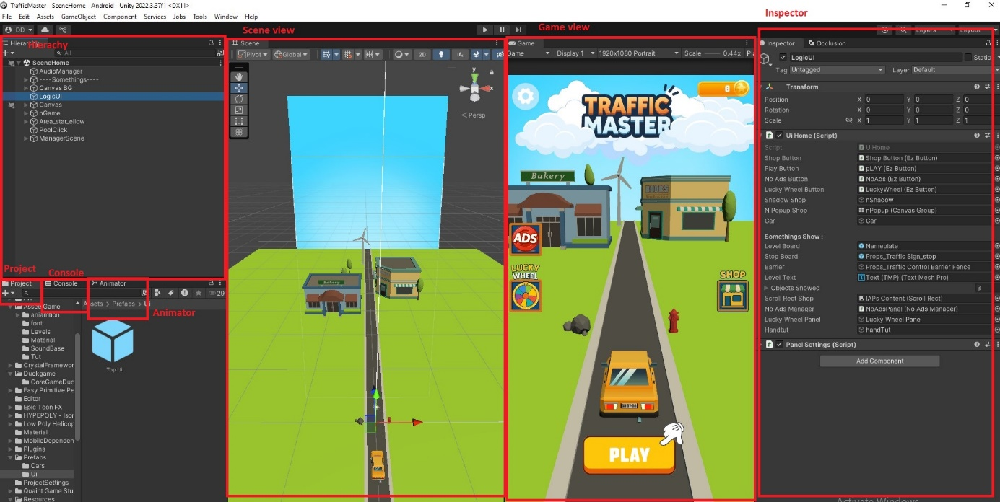 TrafficMaster - SceneHome - Android - Unity 2022.3.37f1 <DX11>
File Edit Assets GameObject Component Services Jobs Tools Window Help
Inspector
DD
Scene view
Game view
Layers
Layout
Hierarchy
Hierachy
All
SceneHome
AudioManager
----Somethings----
Canvas BG
LogicUI
Canvas
nGame
Area_star_ellow
PoolClick
ManagerScene
Scene
Pivot Global 2D
y
x
Persp
Game
Game Display 1 1920x1080 Portrait Scale 0.44x
8
TRAFFIC
MASTER
Bakery
BOOKS
ADS
LUCKY
WHEEL
SHOP
PLAY
Bakery
Inspector Occlusion
LogicUI Static
Tag Untagged Layer Default
Transform
Position X 0 Y 0 Z 0
Rotation X 0 Y 0 Z 0
Scale X 1 Y 1 Z 1
Ui Home (Script)
Script UiHome
Shop Button Shop Button (Ez Button)
Play Button pLAY (Ez Button)
No Ads Button NoAds (Ez Button)
Lucky Wheel Button LuckyWheel (Ez Button)
Shadow Shop nShadow
N Popup Shop nPopup (Canvas Group)
Car Car
Somethings Show :
Level Board Nameplate
Stop Board Props_Traffic Sign_stop
Barrier Props_Traffic Control Barrier Fence
Level Text Text (TMP) (Text Mesh Pro)
Objects Showed 3
Scroll Rect Shop IAPs Content (Scroll Rect)
No Ads Manager NoAdsPanel (No Ads Manager)
Lucky Wheel Panel Lucky Wheel Panel
Handtut handTut
Panel Settings (Script)
Add Component
Project
Console
Project Console Animator
29
Animator
Assets > Prefabs > Ui
Top Ui
AssetsGame
aniamtion
font
Levels
Material
SoundBase
Tut
CrystalFramewor
Duckgame
CoreGameDuc
Easy Primitive Pe
Editor
Epic Toon FX
HYPEPOLY - Isor
Low Poly Helicop
Material
MobileDependen
Plugins
Prefabs
Cars
Ui
ProjectSettings
Quaint Game Stu
Resources
Activate Windows